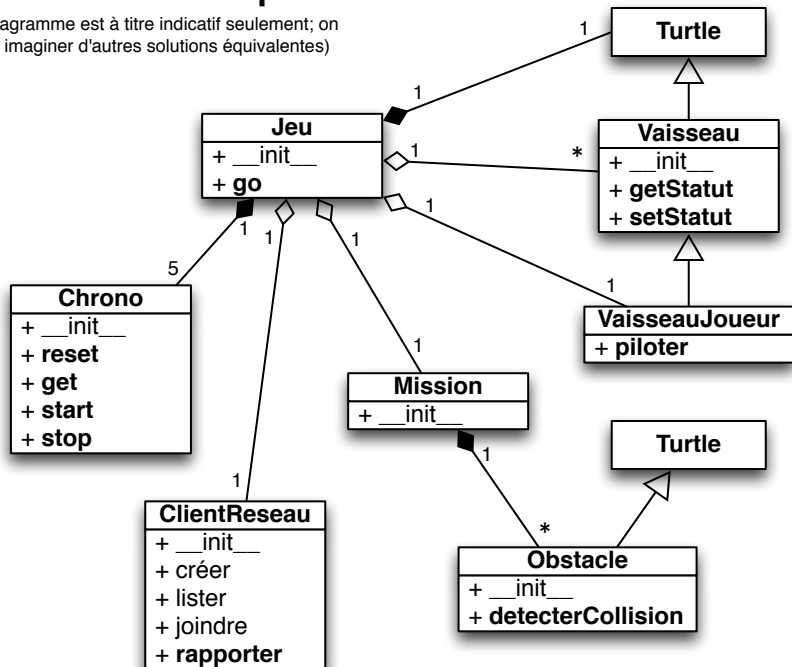 agramme est à titre indicatif seulement; on
imaginer d'autres solutions équivalentes)
1
Turtle
1
Jeu
+ __init__
+ go
1
*
Vaisseau
+ __init__
+ getStatut
+ setStatut
1
1
1
1
5
1
VaisseauJoueur
+ piloter
Chrono
+ __init__
+ reset
+ get
+ start
+ stop
1
Mission
+ __init__
Turtle
1
1
*
ClientReseau
+ __init__
+ créer
+ lister
+ joindre
+ rapporter
Obstacle
+ __init__
+ detecterCollision